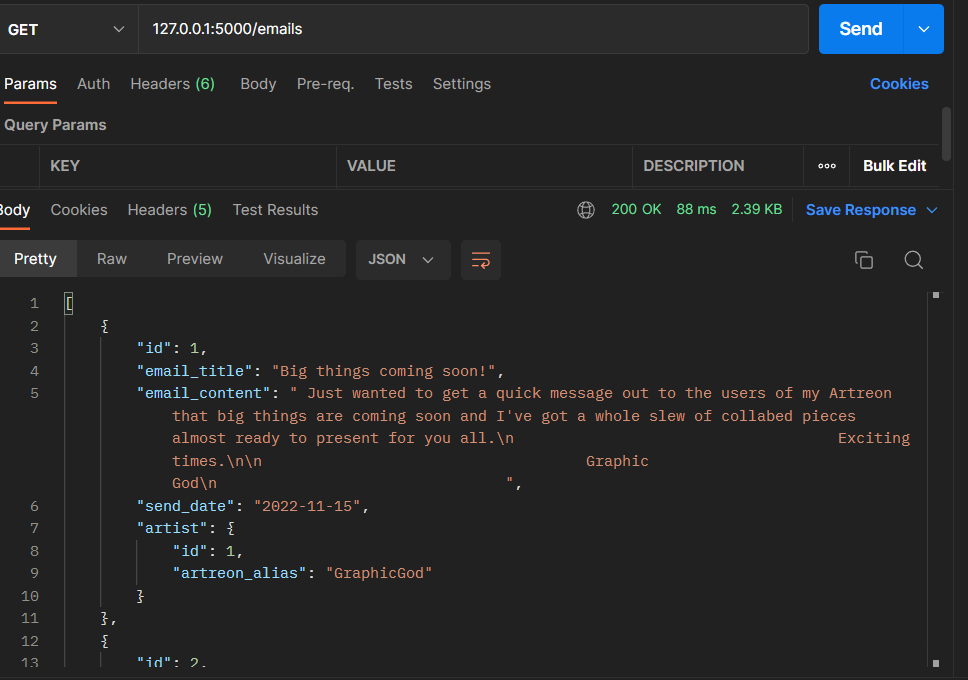 GET 127.0.0.1:5000/emails Send
Params Auth Headers (6) Body Pre-req. Tests Settings Cookies
Query Params
KEY VALUE DESCRIPTION ooo Bulk Edit
Body Cookies Headers (5) Test Results 200 OK 88 ms 2.39 KB Save Response
Pretty Raw Preview Visualize JSON
1 [
2 {
3 "id": 1,
4 "email_title": "Big things coming soon!",
5 "email_content": " Just wanted to get a quick message out to the users of my Artreon
that big things are coming soon and I've got a whole slew of collabed pieces
almost ready to present for you all.\n Exciting
times.\n\n Graphic
God\n ",
6 "send_date": "2022-11-15",
7 "artist": {
8 "id": 1,
9 "artreon_alias": "GraphicGod"
10 }
11 },
12 {
13 "id": 2,